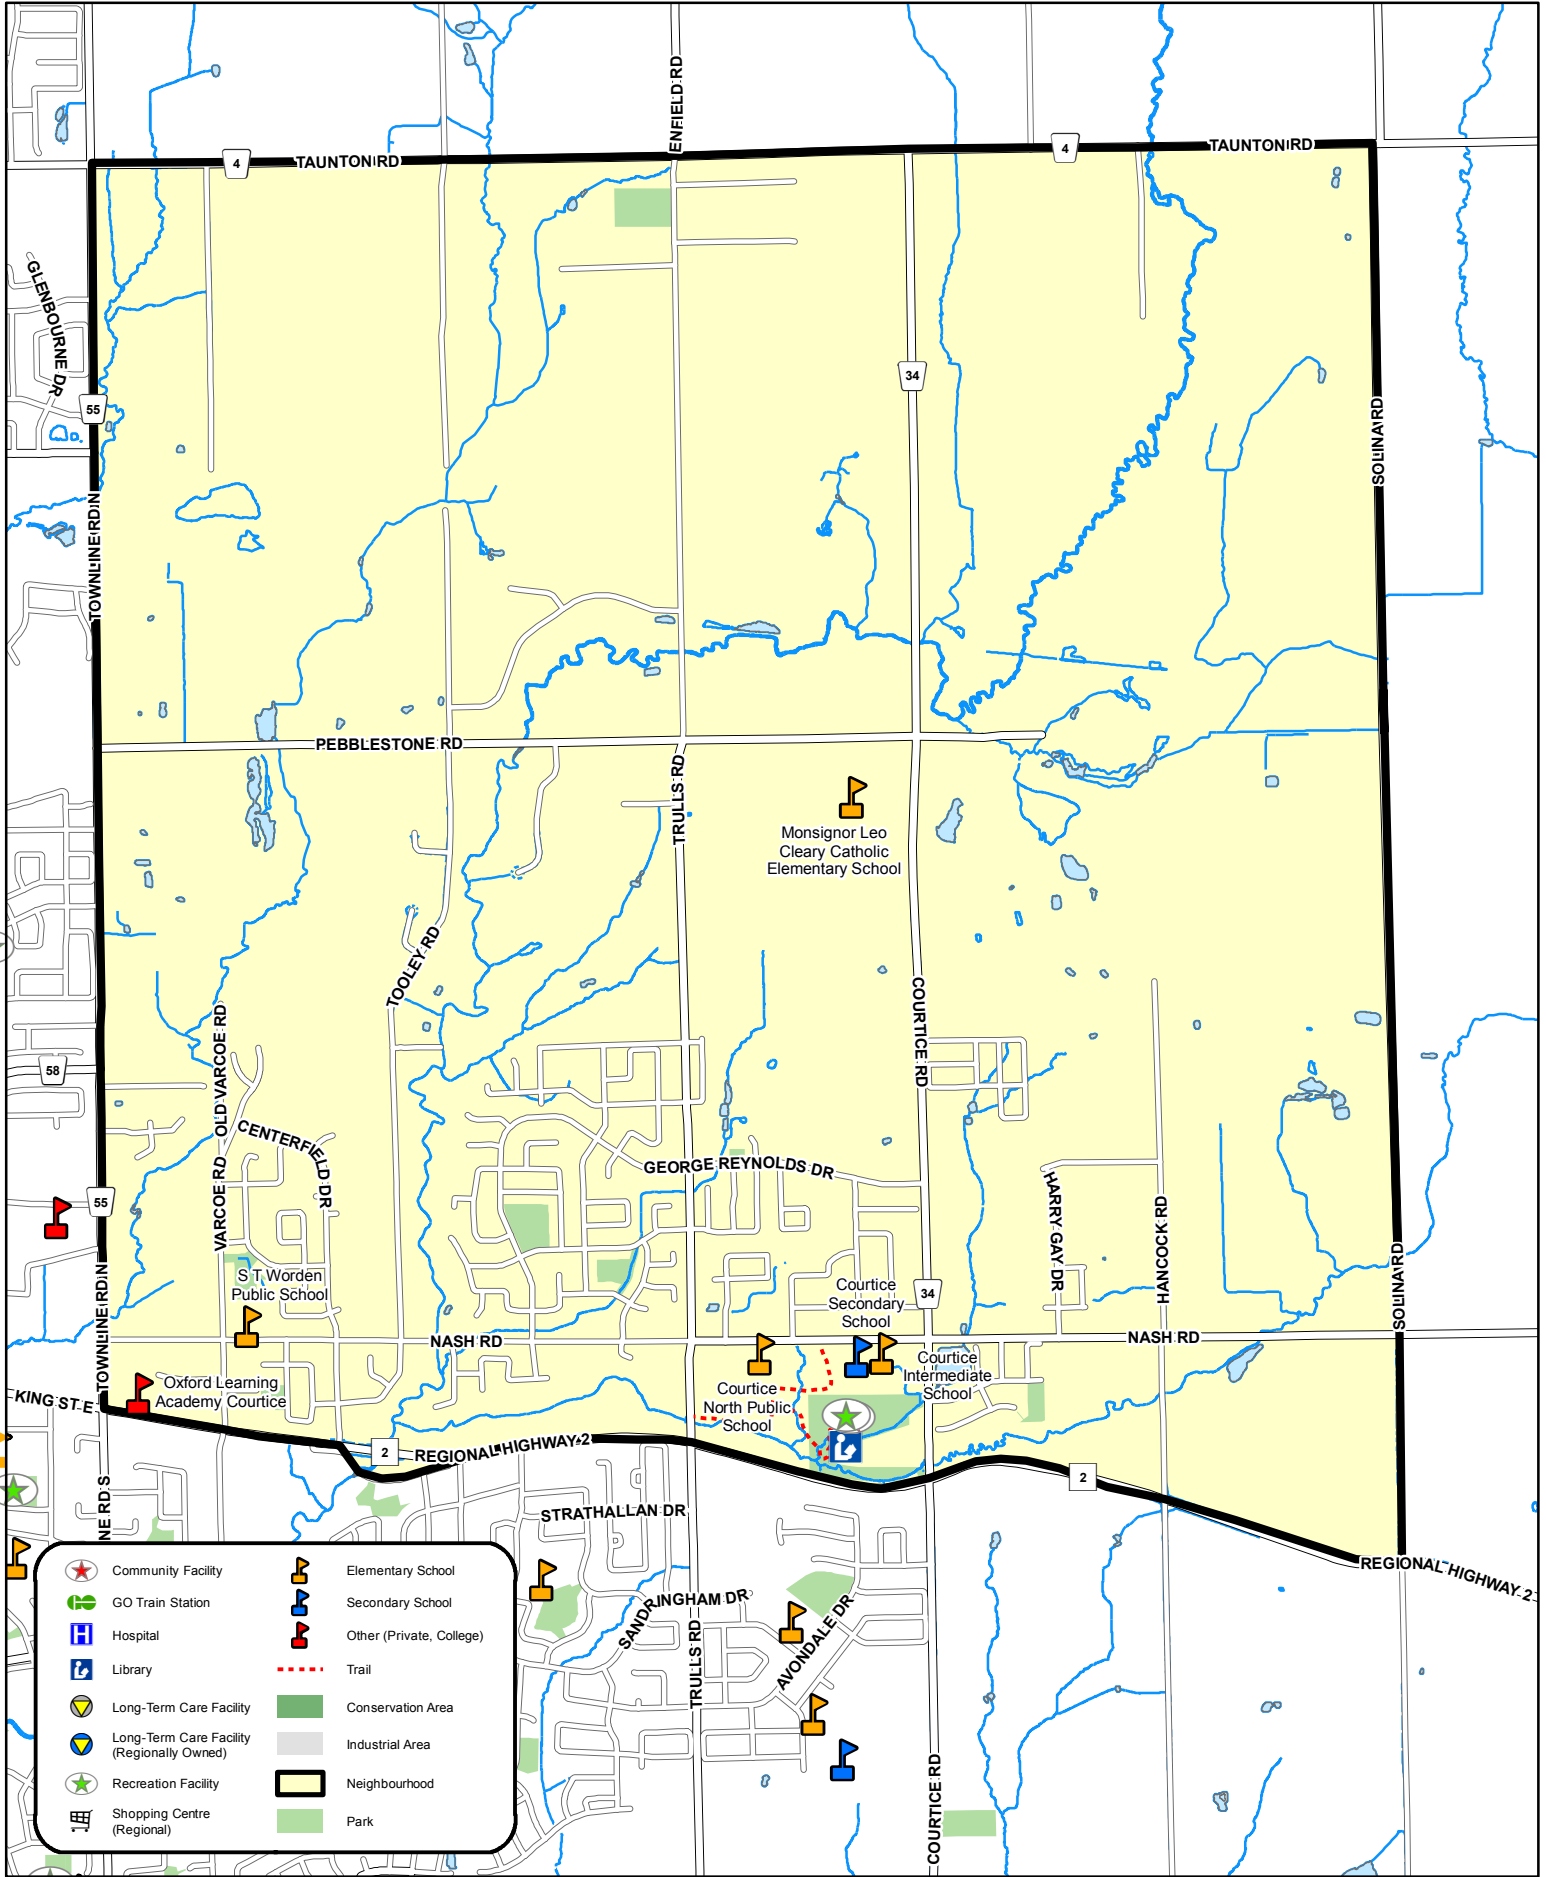 ENFIELD RD
4
TAUNTON RD
4
TAUNTON RD
GLENBOURNE DR
34
55
SOLINA RD
TOWNLINE RD N
PEBBLESTONE RD
TRULLS RD
Monsignor Leo
Cleary Catholic
Elementary School
TOOLEY RD
COURTICE RD
OLD VARCOE RD
58
CENTERFIELD DR
GEORGE REYNOLDS DR
VARCOE RD
HARRY GAY DR
HANCOCK RD
55
SOLINA RD
TOWNLINE RD N
S T Worden
Public School
Courtice
Secondary
School
34
NASH RD
NASH RD
Courtice
Intermediate
School
Oxford Learning
Academy Courtice
Courtice
North Public
School
KING ST E
2
REGIONAL HIGHWAY 2
2
NE RD S
STRATHALLAN DR
REGIONAL HIGHWAY 2
SANDRINGHAM DR
AVONDALE DR
TRULLS RD
COURTICE RD
Community Facility
GO Train Station
H
Hospital
Library
Long-Term Care Facility
Long-Term Care Facility
(Regionally Owned)
Recreation Facility
Shopping Centre
(Regional)
Elementary School
Secondary School
Other (Private, College)
Trail
Conservation Area
Industrial Area
Neighbourhood
Park